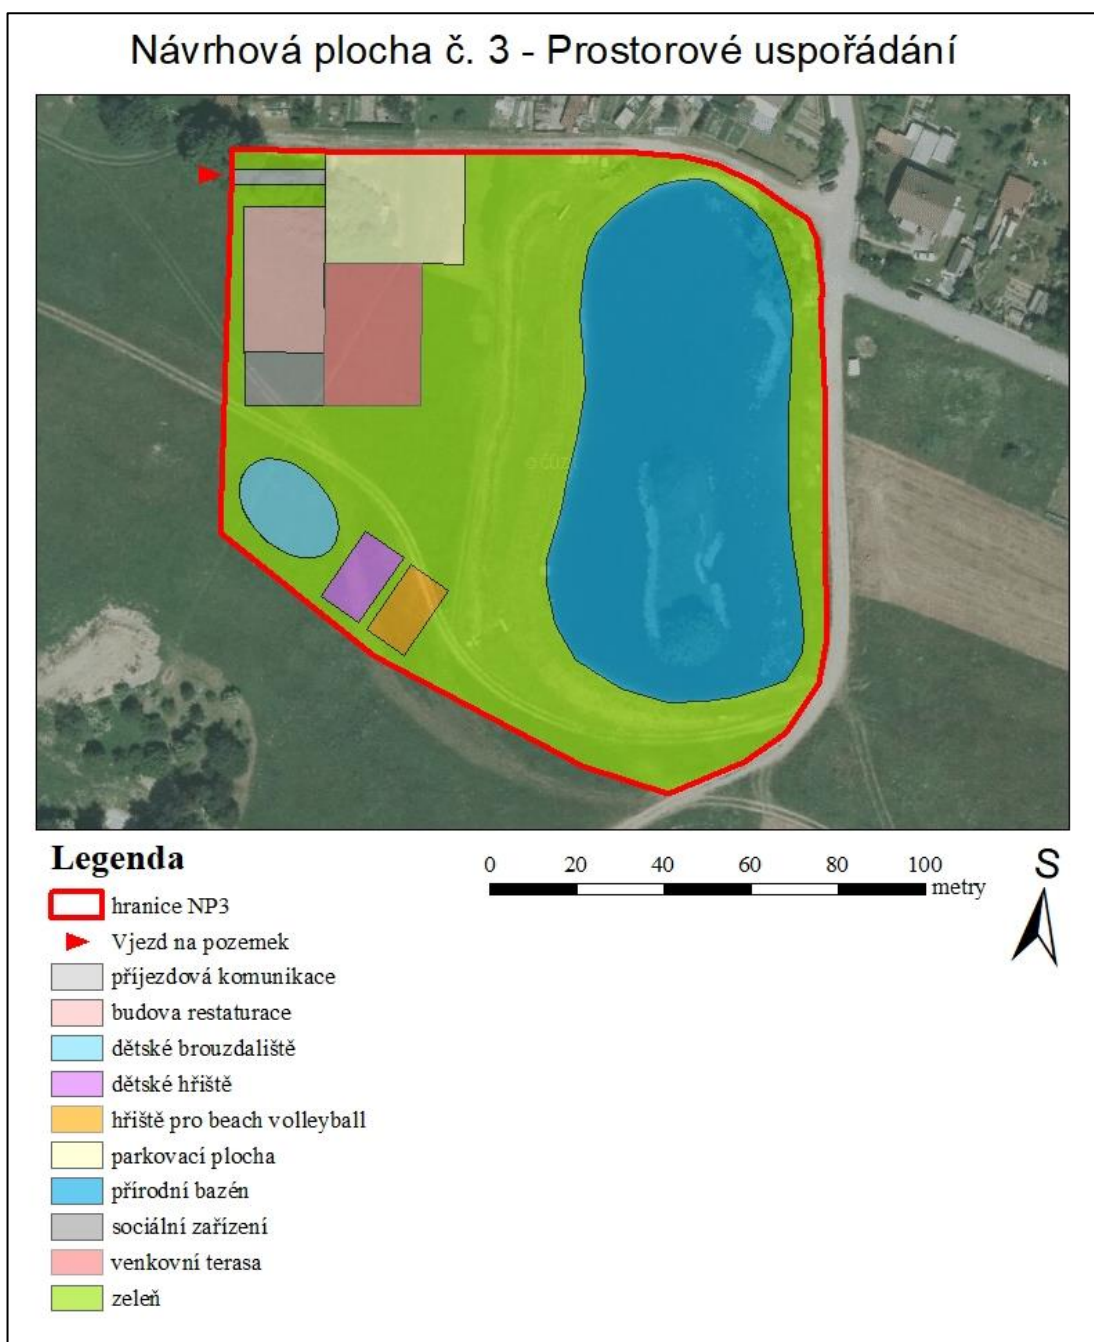 Návrhová plocha č. 3 - Prostorové uspořádání
Legenda
hranice NP3
Vjezd na pozemek
příjezdová komunikace
budova restaturace
dětské brouzdaliště
dětské hřiště
hřiště pro beach volleyball
parkovací plocha
přírodní bazén
sociální zařízení
venkovní terasa
zeleň
0 20 40 60 80 100
metry
S